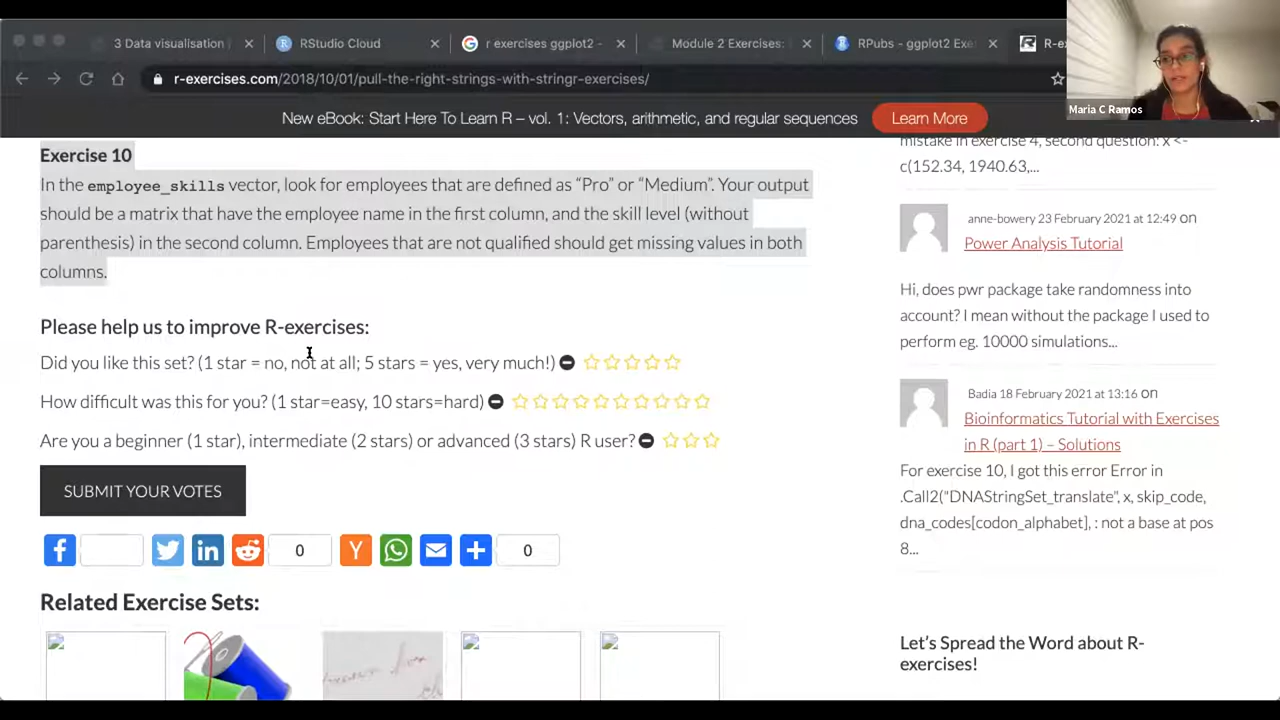 3 Data visualisation
RStudio Cloud
r exercises ggplot2 -
Module 2 Exercises:
RPubs - ggplot2 Exe
R-e
r-exercises.com/2018/10/01/pull-the-right-strings-with-stringr-exercises/
Maria C Ramos
New eBook: Start Here To Learn R – vol. 1: Vectors, arithmetic, and regular sequences
Learn More
Exercise 10
In the employee_skills vector, look for employees that are defined as “Pro” or “Medium”. Your output
should be a matrix that have the employee name in the first column, and the skill level (without
parenthesis) in the second column. Employees that are not qualified should get missing values in both
columns.
Please help us to improve R-exercises:
Did you like this set? (1 star = no, not at all; 5 stars = yes, very much!)
How difficult was this for you? (1 star=easy, 10 stars=hard)
Are you a beginner (1 star), intermediate (2 stars) or advanced (3 stars) R user?
SUBMIT YOUR VOTES
0
Y
0
Related Exercise Sets:
mistake in exercise 4, second question: x <-
c(152.34, 1940.63,...
anne-bowery 23 February 2021 at 12:49 on
Power Analysis Tutorial
Hi, does pwr package take randomness into
account? I mean without the package I used to
perform eg. 10000 simulations...
Badia 18 February 2021 at 13:16 on
Bioinformatics Tutorial with Exercises
in R (part 1) – Solutions
For exercise 10, I got this error Error in
.Call2("DNAStringSet_translate", x, skip_code,
dna_codes[codon_alphabet], : not a base at pos
8...
Let’s Spread the Word about R-
exercises!